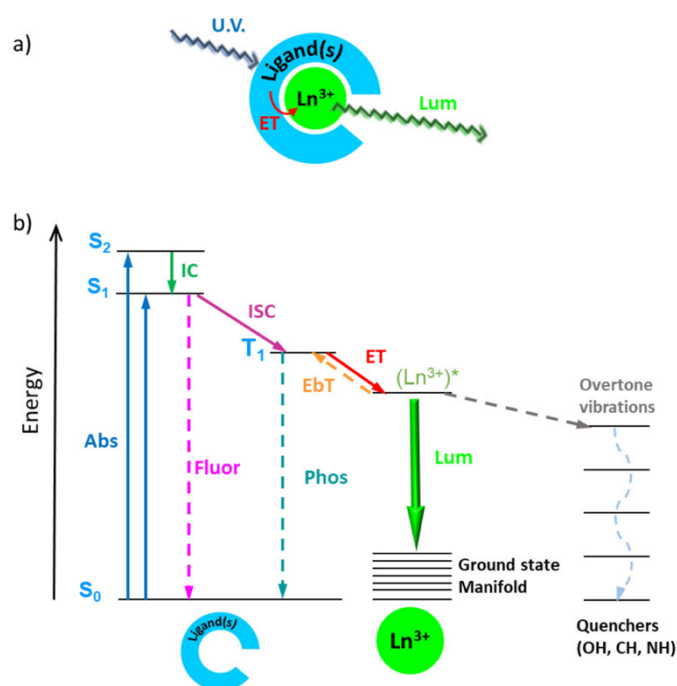 a)
U.V.
Ligand(s)
Ln³⁺
ET
Lum
b)
S₂
IC
S₁
ISC
T₁
ET
(Ln³⁺)*
EbT
Overtone
vibrations
Energy
Abs
Fluor
Phos
Lum
Ground state
Manifold
S₀
Ligand(s)
Ln³⁺
Quenchers
(OH, CH, NH)